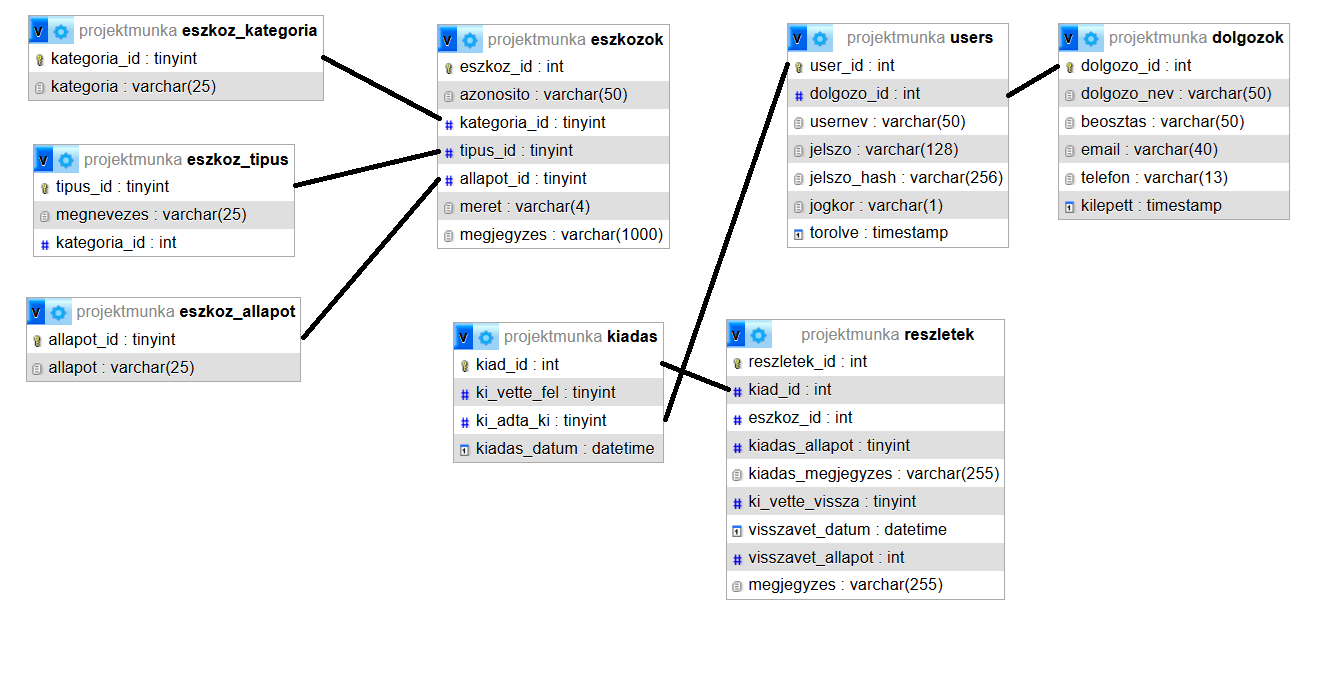 V projektmunka eszkoz_kategoria
kategoria_id : tinyint
kategoria : varchar(25)
V projektmunka eszkoz_tipus
tipus_id : tinyint
megnevezes : varchar(25)
kategoria_id : int
V projektmunka eszkoz_allapot
allapot_id : tinyint
allapot : varchar(25)
V projektmunka eszkozok
eszkoz_id : int
azonosito : varchar(50)
kategoria_id : tinyint
tipus_id : tinyint
allapot_id : tinyint
meret : varchar(4)
megjegyzes : varchar(1000)
V projektmunka kiadas
kiad_id : int
ki_vette_fel : tinyint
ki_adta_ki : tinyint
kiadas_datum : datetime
V projektmunka users
user_id : int
dolgozo_id : int
usernev : varchar(50)
jelszo : varchar(128)
jelszo_hash : varchar(256)
jogkor : varchar(1)
torolve : timestamp
V projektmunka reszletek
reszletek_id : int
kiad_id : int
eszkoz_id : int
kiadas_allapot : tinyint
kiadas_megjegyzes : varchar(255)
ki_vette_vissza : tinyint
visszavet_datum : datetime
visszavet_allapot : int
megjegyzes : varchar(255)
V projektmunka dolgozok
dolgozo_id : int
dolgozo_nev : varchar(50)
beosztas : varchar(50)
email : varchar(40)
telefon : varchar(13)
kilepett : timestamp